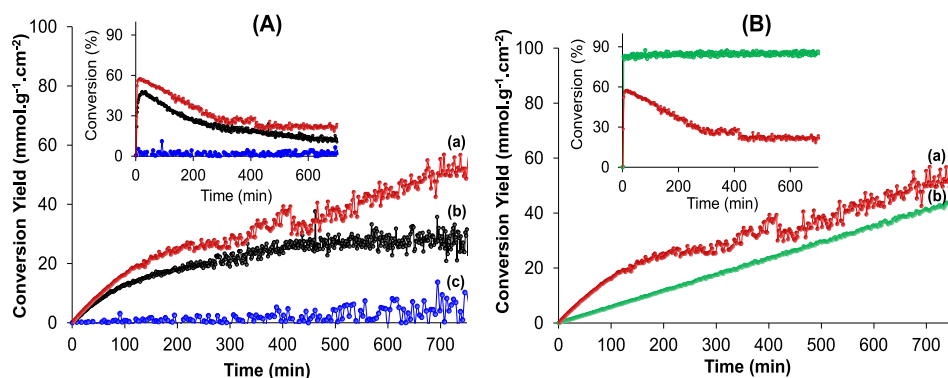 (A)
Conversion Yield (mmol.g⁻¹.cm⁻²)
100
80
60
40
20
0
0 100 200 300 400 500 600 700
Time (min)
(a)
(b)
(c)
Conversion (%)
90
60
30
0
0 200 400 600
Time (min)
(B)
Conversion Yield (mmol.g⁻¹.cm⁻²)
100
80
60
40
20
0
0 100 200 300 400 500 600 700
Time (min)
(a)
(b)
Conversion (%)
90
60
30
0
0 200 400 600
Time (min)